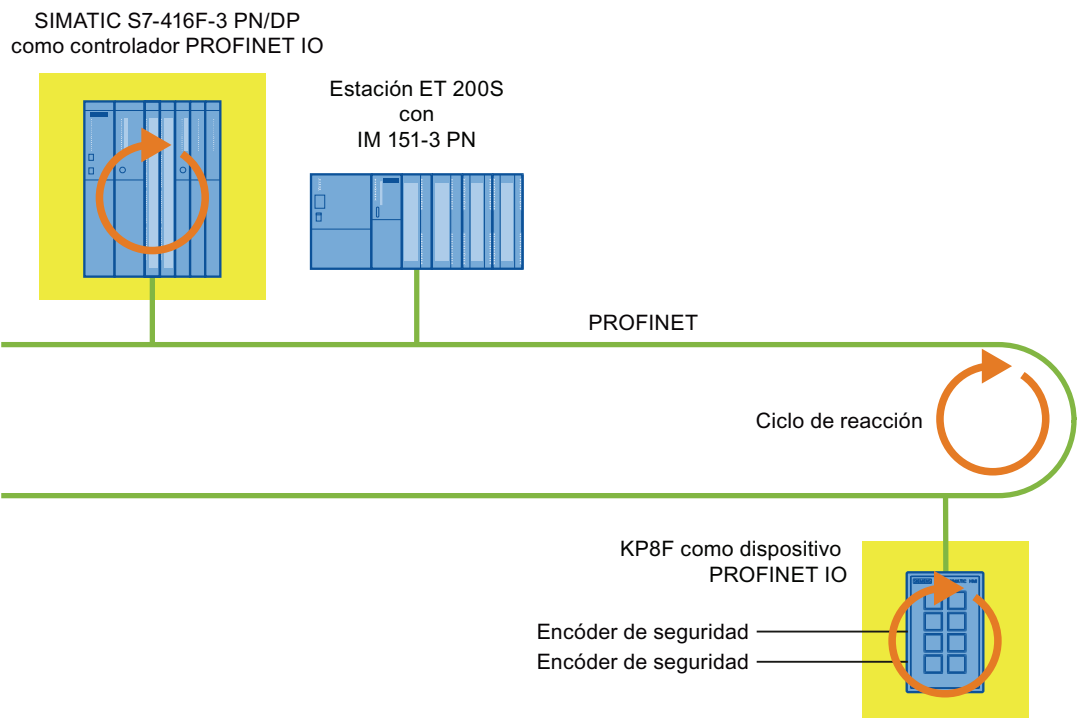 SIMATIC S7-416F-3 PN/DP
como controlador PROFINET IO
Estación ET 200S
con
IM 151-3 PN
PROFINET
Ciclo de reacción
KP8F como dispositivo
PROFINET IO
Encóder de seguridad
Encóder de seguridad